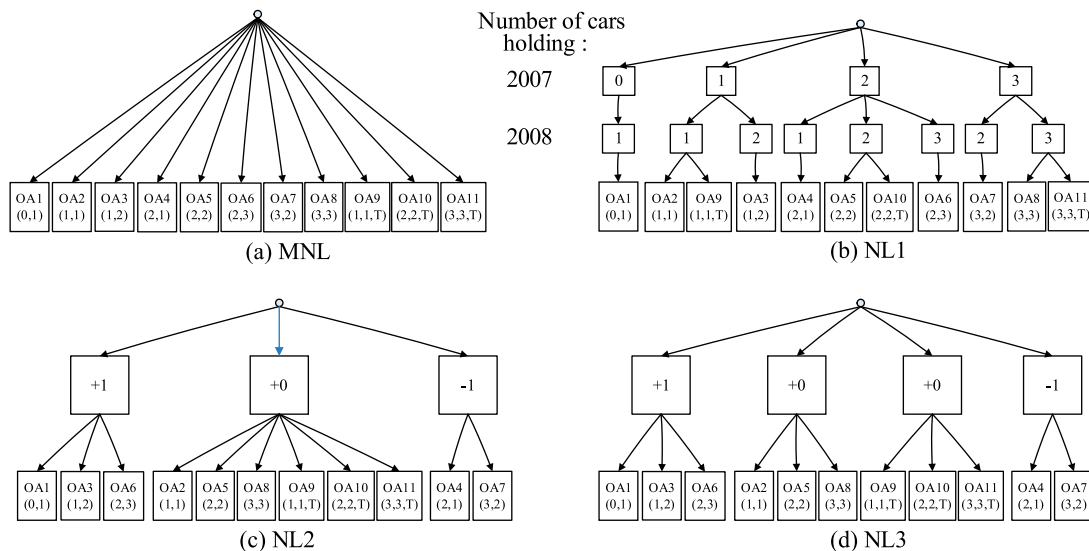 Number of cars
holding :
2007
0 1 2 3
2008
1 1 2 1 2 3 2 3
OA1 OA2 OA3 OA4 OA5 OA6 OA7 OA8 OA9 OA10 OA11
(0,1) (1,1) (1,2) (2,1) (2,2) (2,3) (3,2) (3,3) (1,1,T) (2,2,T) (3,3,T)
(a) MNL
OA1 OA2 OA9 OA3 OA4 OA5 OA10 OA6 OA7 OA8 OA11
(0,1) (1,1) (1,1,T) (1,2) (2,1) (2,2) (2,2,T) (2,3) (3,2) (3,3) (3,3,T)
(b) NL1
+1 +0 -1
OA1 OA3 OA6 OA2 OA5 OA8 OA9 OA10 OA11 OA4 OA7
(0,1) (1,2) (2,3) (1,1) (2,2) (3,3) (1,1,T) (2,2,T) (3,3,T) (2,1) (3,2)
(c) NL2
+1 +0 +0 -1
OA1 OA3 OA6 OA2 OA5 OA8 OA9 OA10 OA11 OA4 OA7
(0,1) (1,2) (2,3) (1,1) (2,2) (3,3) (1,1,T) (2,2,T) (3,3,T) (2,1) (3,2)
(d) NL3